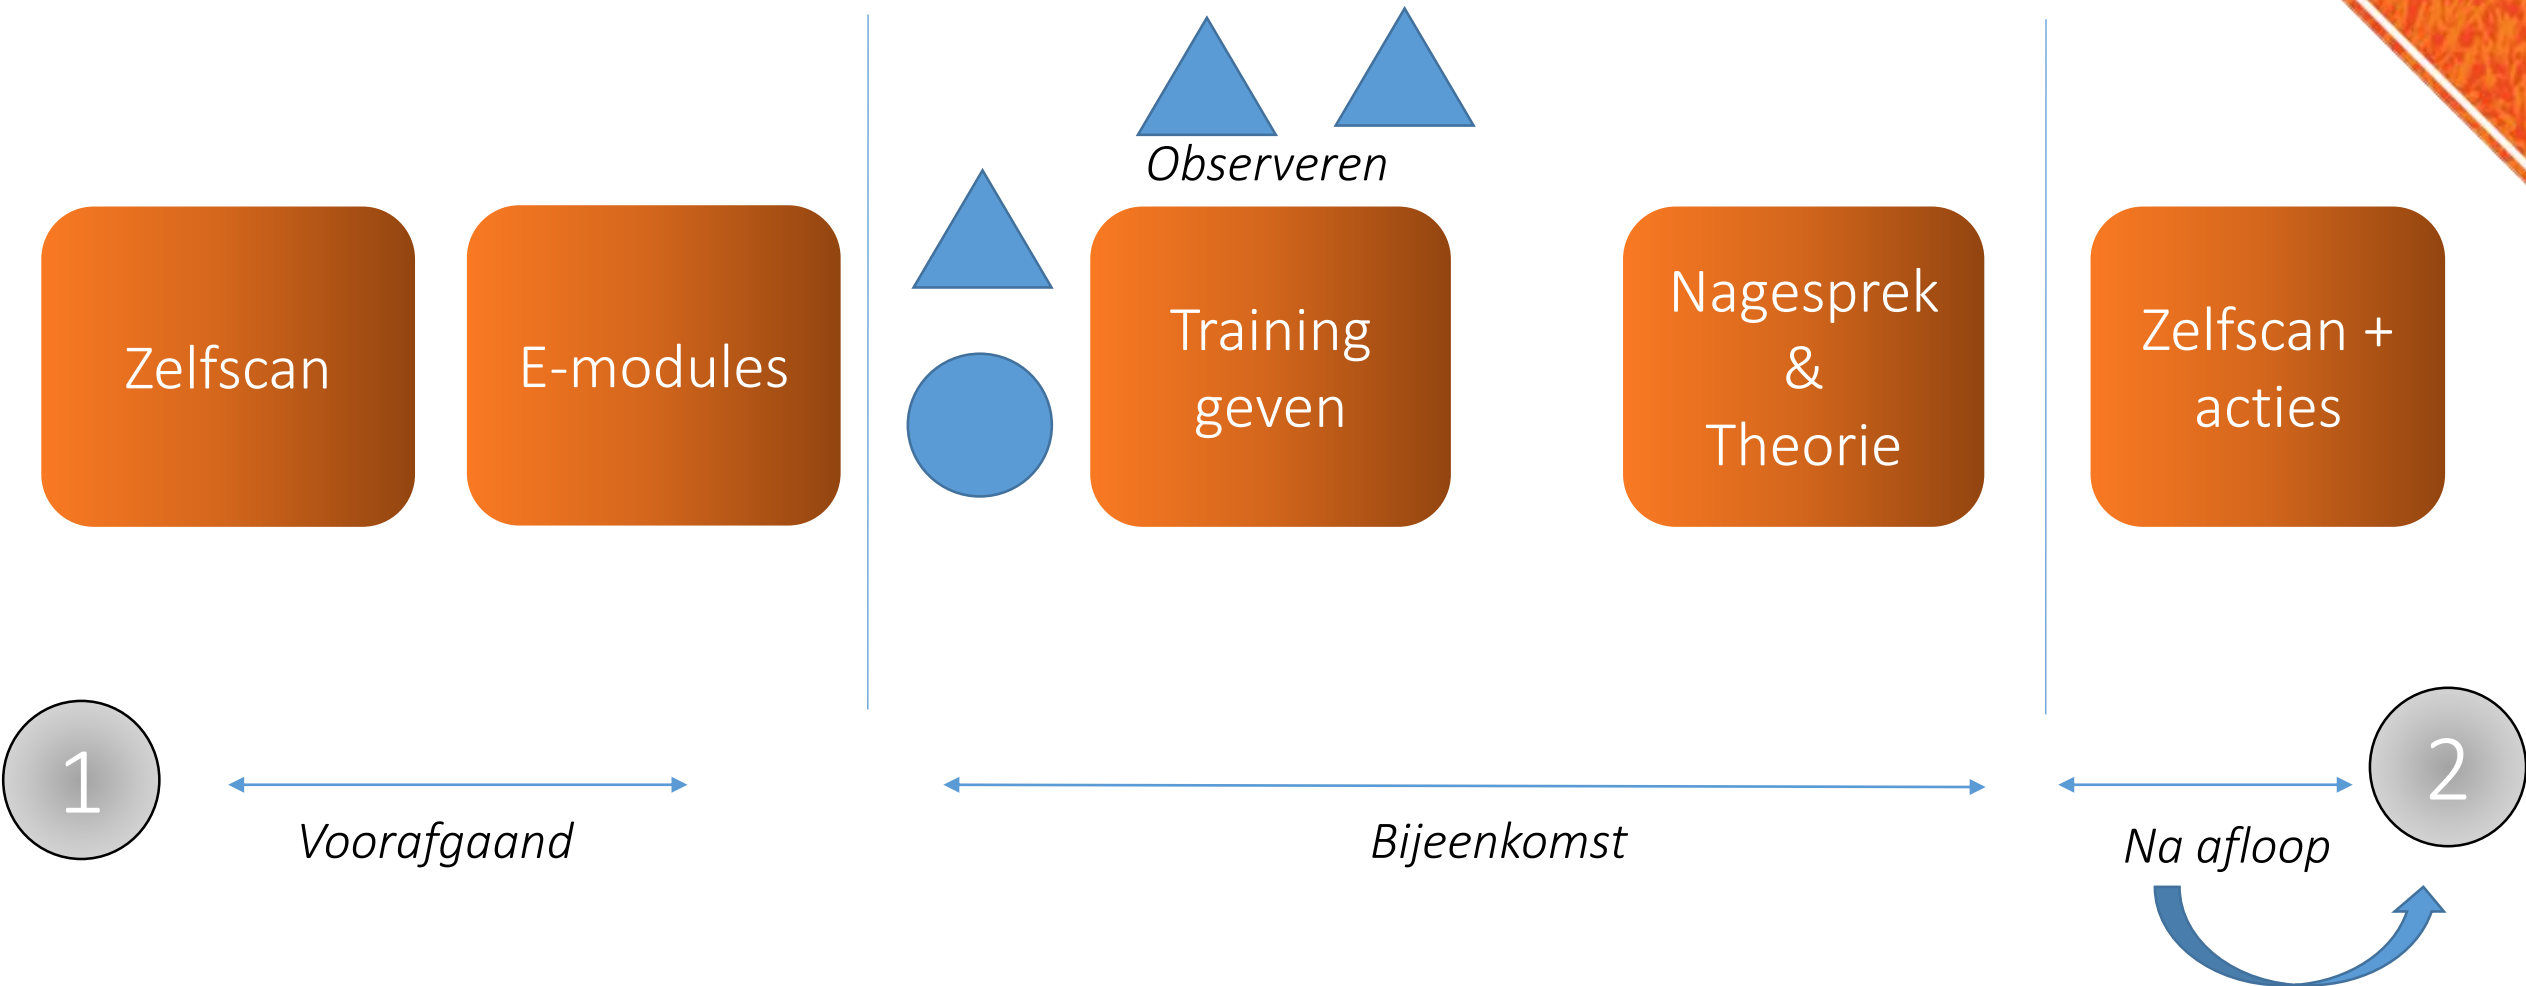 Observeren
Zelfscan
E-modules
Training
geven
Nagesprek
&
Theorie
Zelfscan +
acties
1
Voorafgaand
Bijeenkomst
Na afloop
2